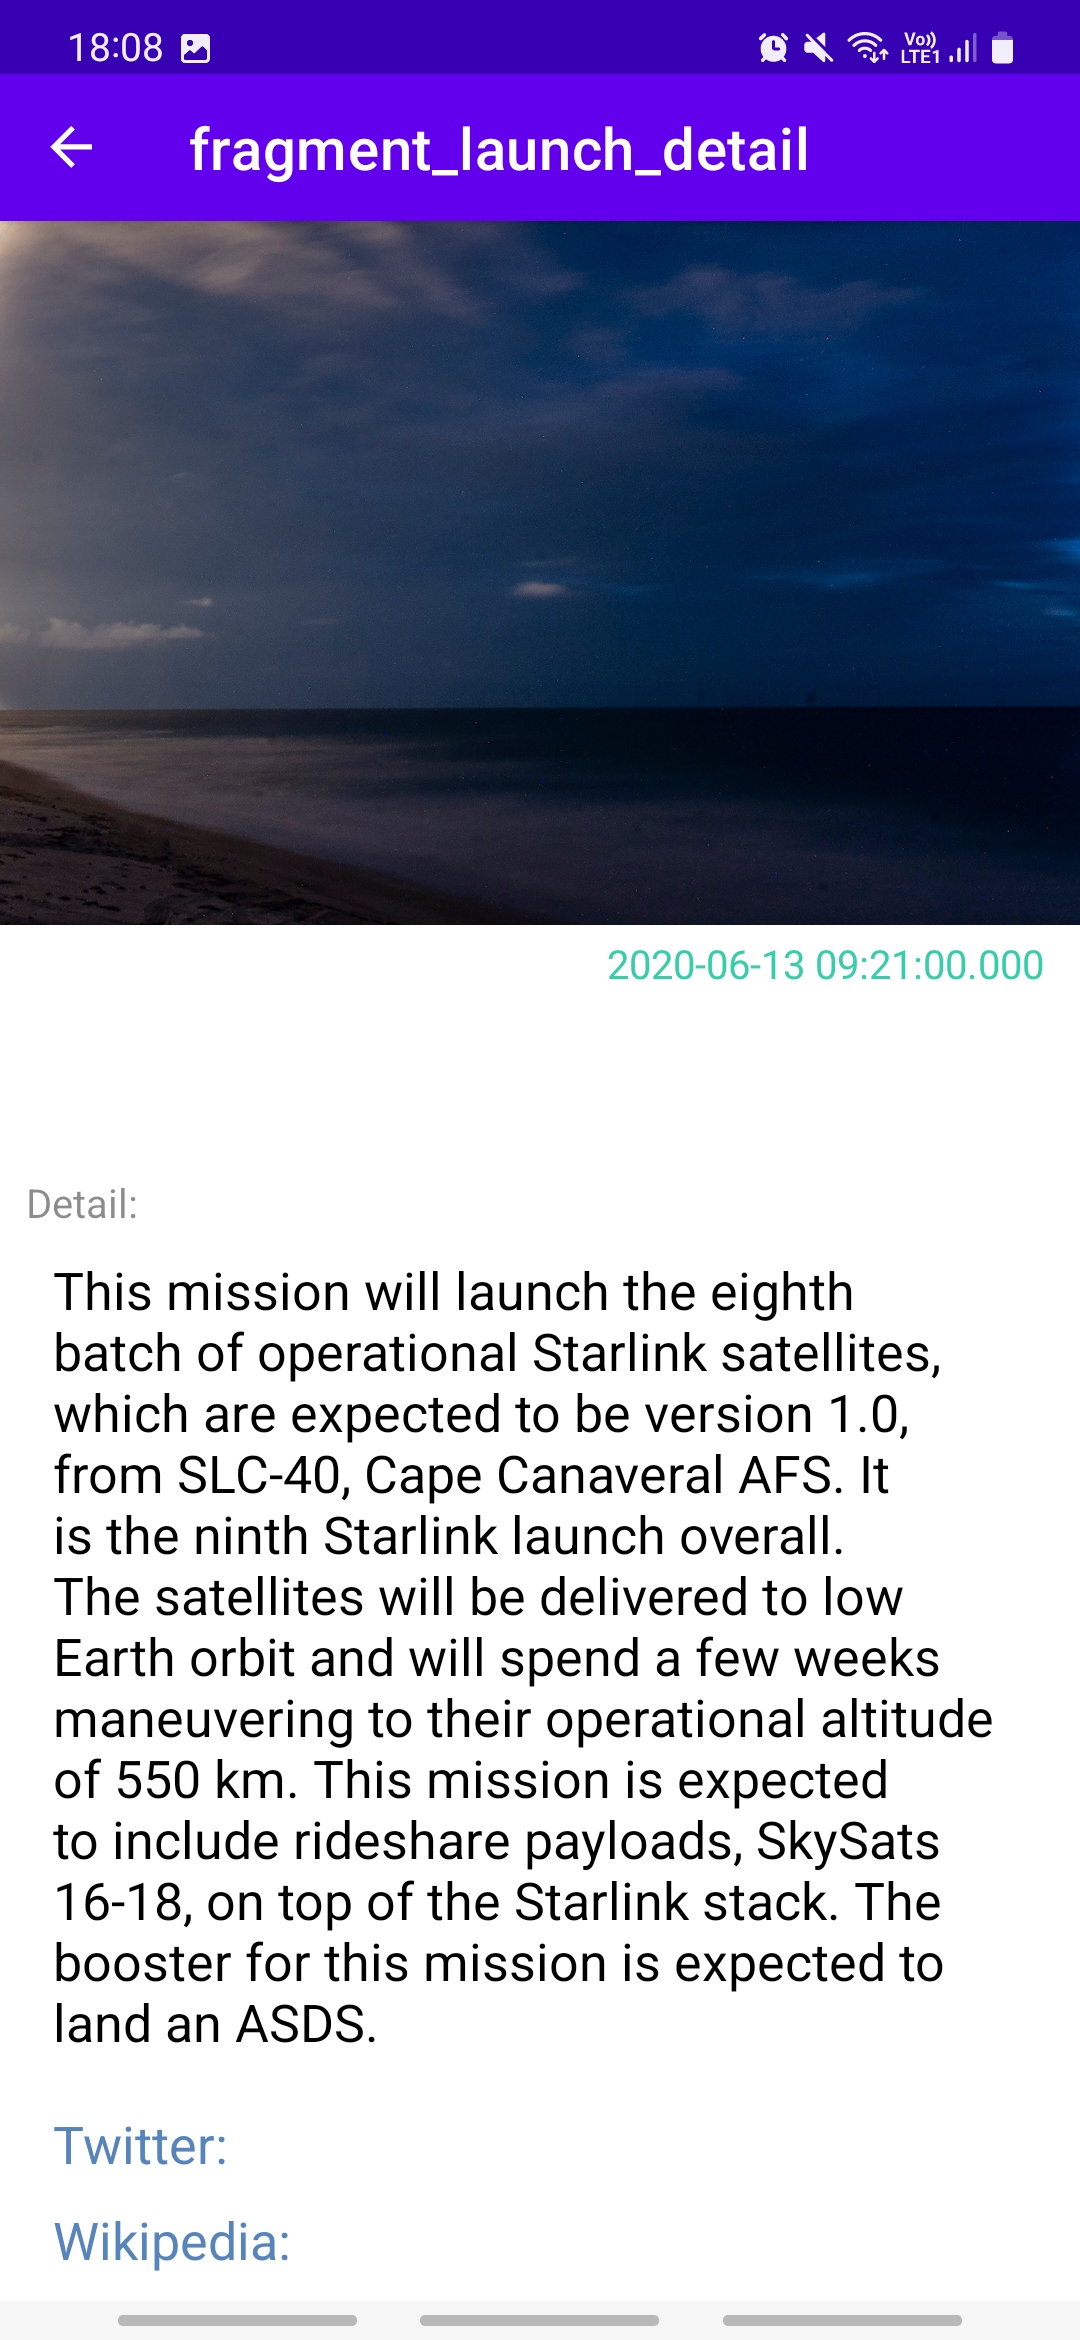 18:08
Vo))
LTE1
fragment_launch_detail
2020-06-13 09:21:00.000
Detail:
This mission will launch the eighth
batch of operational Starlink satellites,
which are expected to be version 1.0,
from SLC-40, Cape Canaveral AFS. It
is the ninth Starlink launch overall.
The satellites will be delivered to low
Earth orbit and will spend a few weeks
maneuvering to their operational altitude
of 550 km. This mission is expected
to include rideshare payloads, SkySats
16-18, on top of the Starlink stack. The
booster for this mission is expected to
land an ASDS.
Twitter:
Wikipedia: